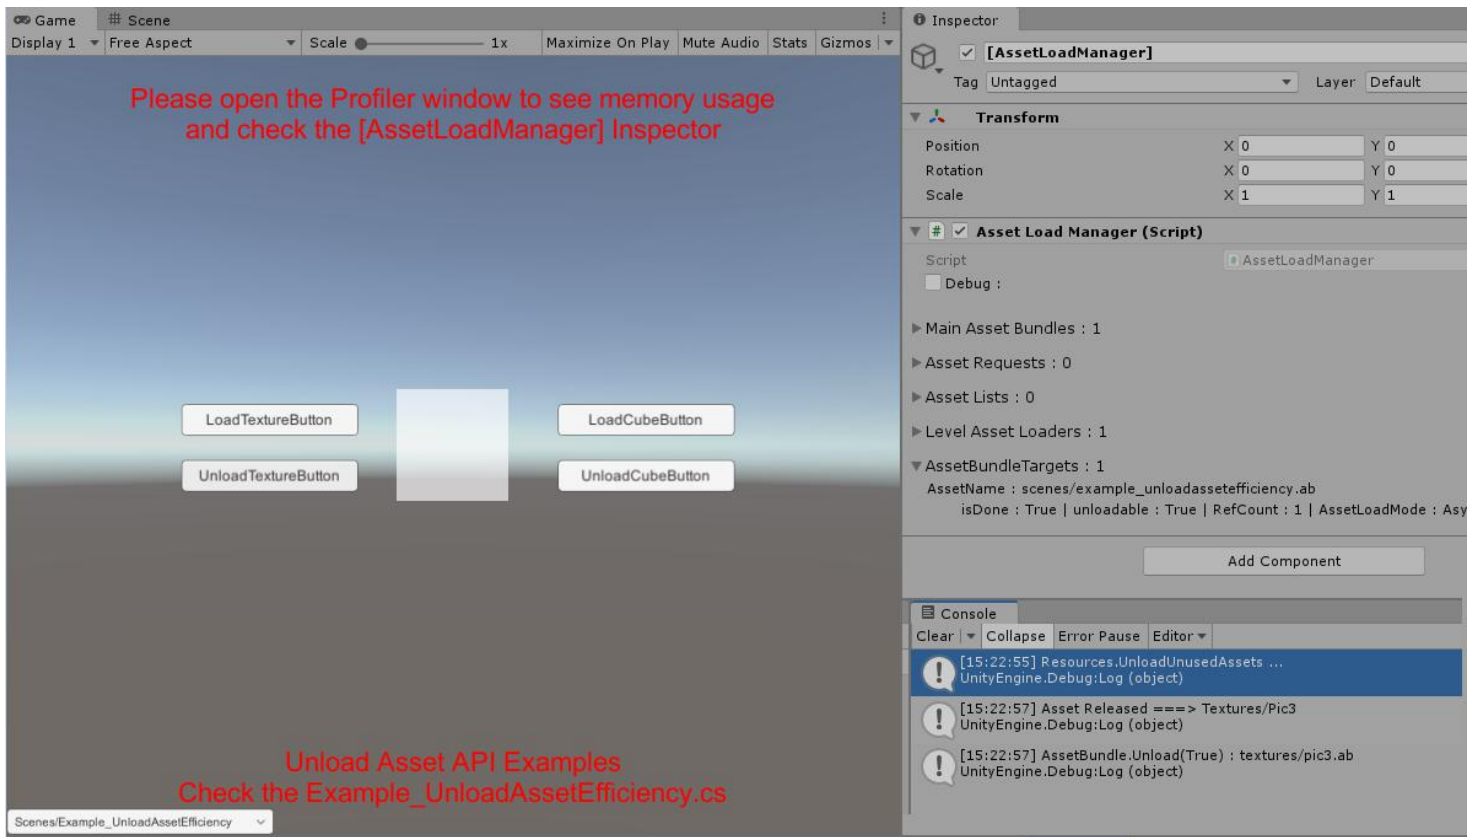 Game
Scene
Display 1 Free Aspect Scale 1x Maximize On Play Mute Audio Stats Gizmos
Please open the Profiler window to see memory usage
and check the [AssetLoadManager] Inspector
LoadTextureButton
LoadCubeButton
UnloadTextureButton
UnloadCubeButton
Unload Asset API Examples
Check the Example_UnloadAssetEfficiency.cs
Scenes/Example_UnloadAssetEfficiency
Inspector
[AssetLoadManager]
Tag Untagged Layer Default
Transform
Position X 0 Y 0
Rotation X 0 Y 0
Scale X 1 Y 1
# Asset Load Manager (Script)
Script AssetLoadManager
Debug :
Main Asset Bundles : 1
Asset Requests : 0
Asset Lists : 0
Level Asset Loaders : 1
AssetBundleTargets : 1
AssetName : scenes/example_unloadassetefficiency.ab
isDone : True | unloadable : True | RefCount : 1 | AssetLoadMode : Asy
Add Component
Console
Clear Collapse Error Pause Editor
[15:22:55] Resources.UnloadUnusedAssets ...
UnityEngine.Debug:Log (object)
[15:22:57] Asset Released ===> Textures/Pic3
UnityEngine.Debug:Log (object)
[15:22:57] AssetBundle.Unload(True) : textures/pic3.ab
UnityEngine.Debug:Log (object)